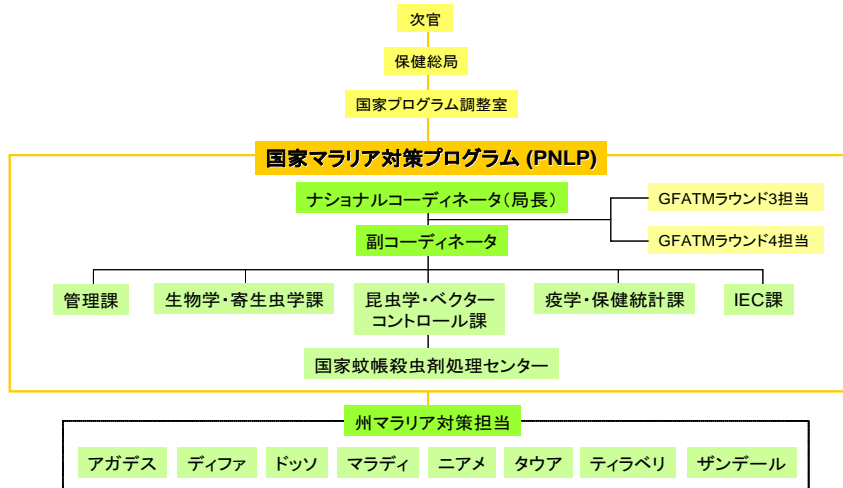 次官
保健総局
国家プログラム調整室
国家マラリア対策プログラム (PNLP)
ナショナルコーディネータ(局長)
GFATMラウンド3担当
GFATMラウンド4担当
副コーディネータ
管理課
生物学・寄生虫学課
昆虫学・ベクター
コントロール課
疫学・保健統計課
IEC課
国家蚊帳殺虫剤処理センター
州マラリア対策担当
アガデス
ディファ
ドッソ
マラディ
ニアメ
タウア
ティラベリ
ザンデール